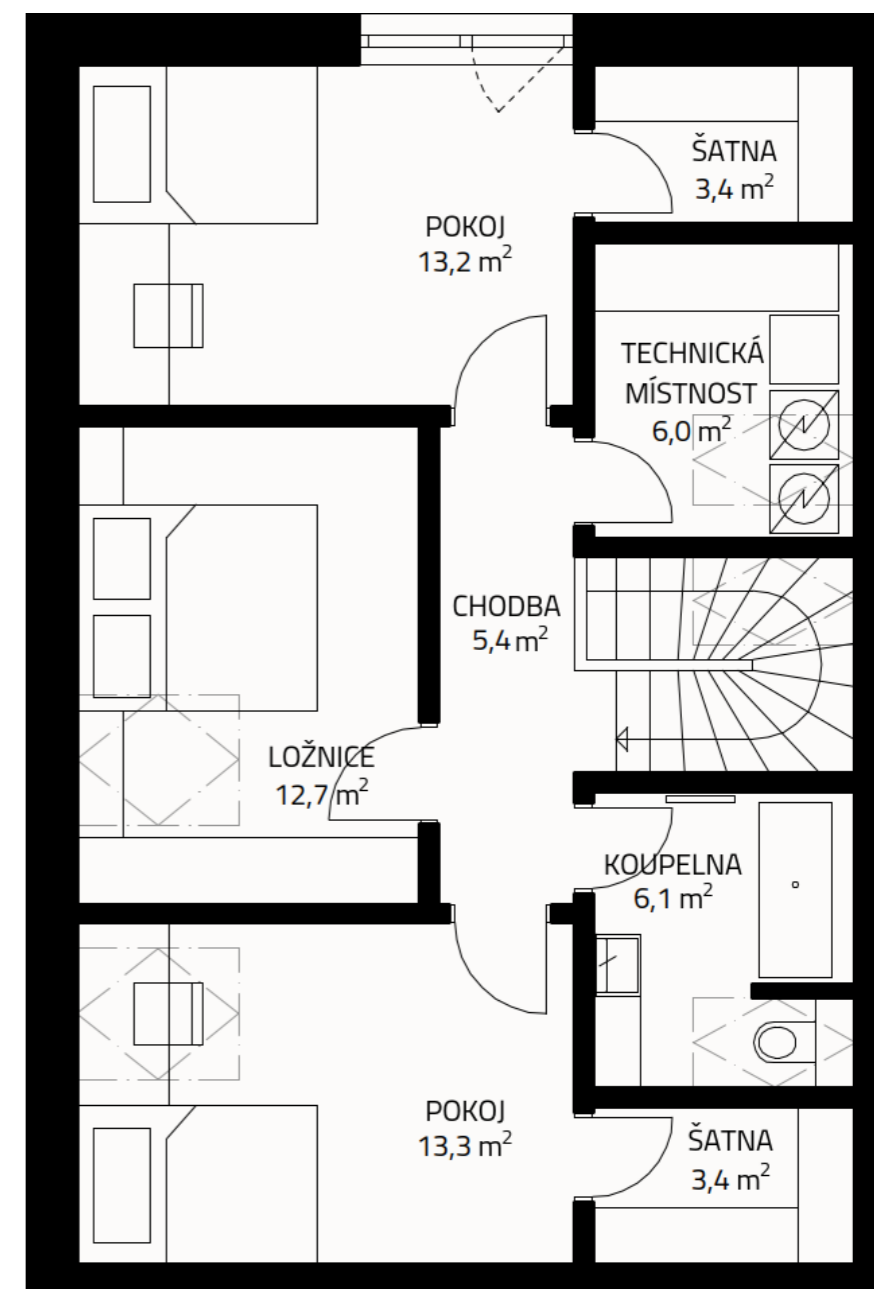 ŠATNA
3,4 m²
POKOJ
13,2 m²
TECHNICKÁ
MÍSTNOST
6,0 m²
CHODBA
5,4 m²
LOŽNICE
12,7 m²
KOUPELNA
6,1 m²
POKOJ
13,3 m²
ŠATNA
3,4 m²